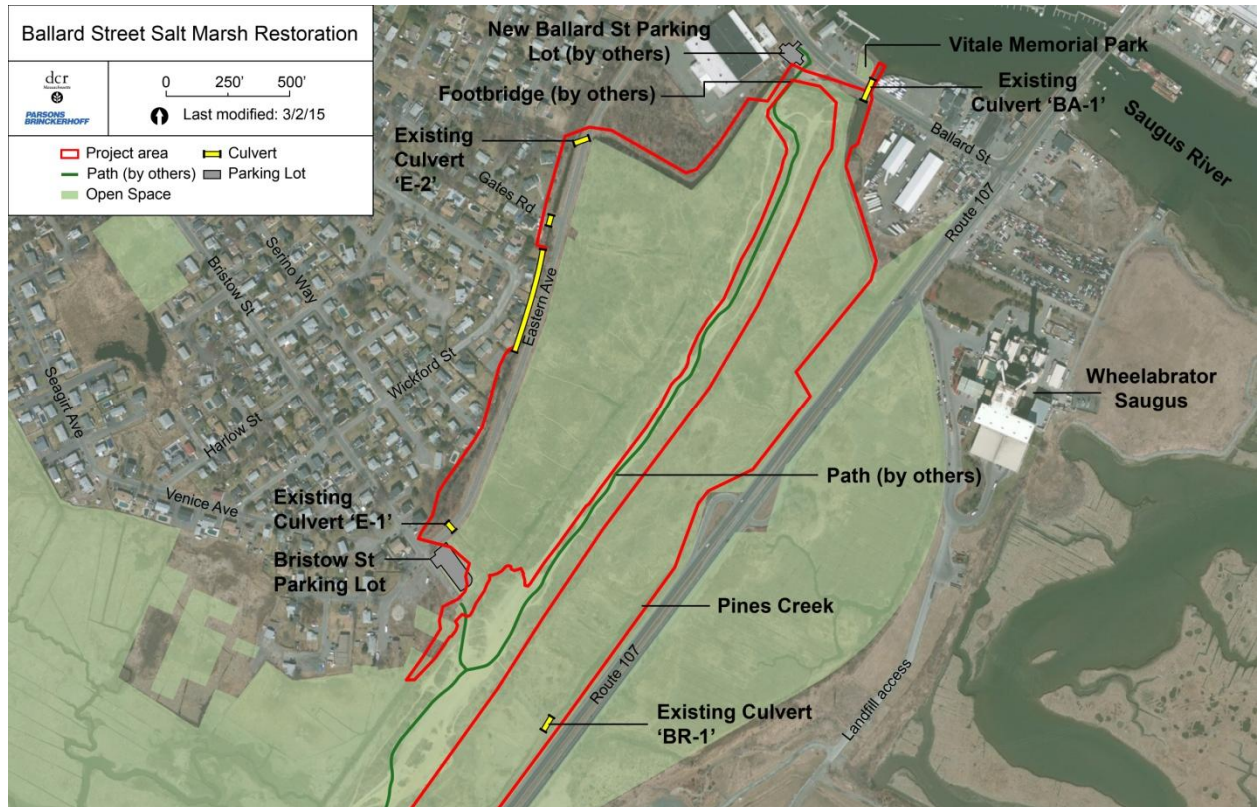 Ballard Street Salt Marsh Restoration
dcr
Massachusetts
PARSONS
BRINCKERHOFF
0 250' 500'
Last modified: 3/2/15
Project area
Culvert
Path (by others)
Parking Lot
Open Space
New Ballard St Parking
Lot (by others)
Footbridge (by others)
Vitale Memorial Park
Existing
Culvert 'BA-1'
Saugus River
Ballard St
Existing
Culvert
'E-2'
Gates Rd
Route 107
Serino Way
Bristow St
Eastern Ave
Wickford St
Seagirt Ave
Harlow St
Wheelabrator
Saugus
Venice Ave
Path (by others)
Existing
Culvert 'E-1'
Bristow St
Parking Lot
Pines Creek
Route 107
Landfill access
Existing Culvert
'BR-1'